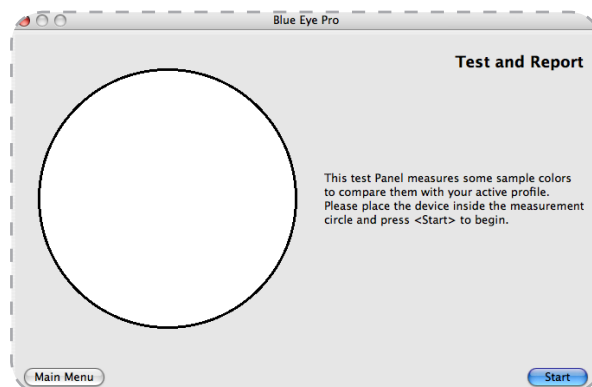 Blue Eye Pro
Test and Report
This test Panel measures some sample colors
to compare them with your active profile.
Please place the device inside the measurement
circle and press <Start> to begin.
Main Menu
Start